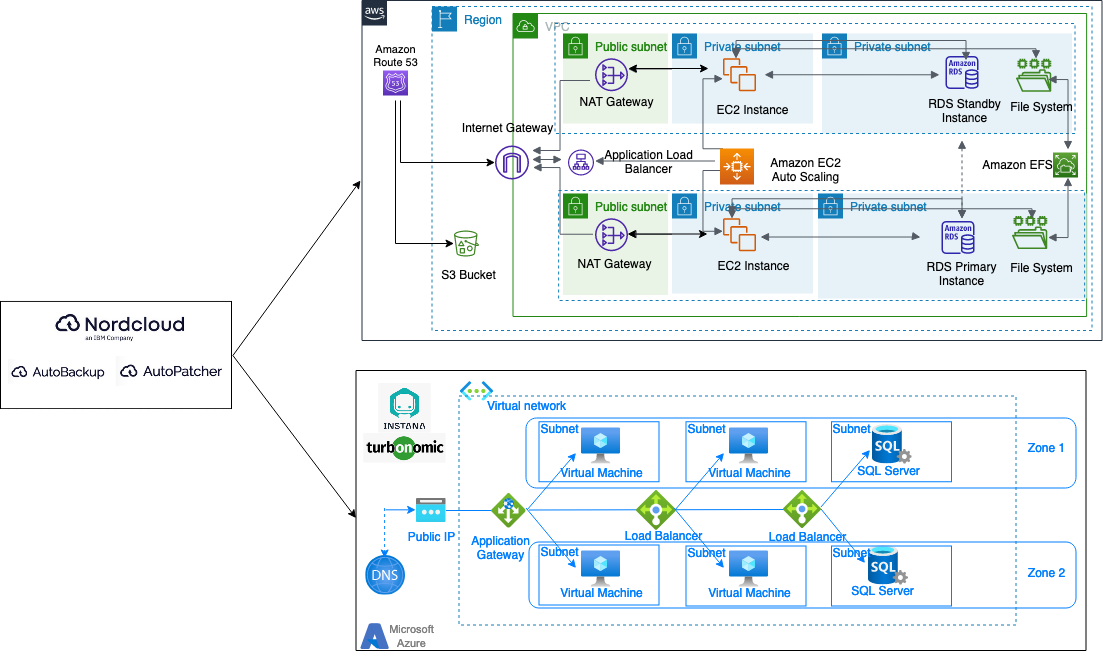 aws
Region
VPC
Amazon
Route 53
53
Public subnet
Private subnet
Private subnet
NAT Gateway
EC2 Instance
Amazon
RDS
RDS Standby
Instance
File System
Internet Gateway
Application Load
Balancer
Amazon EC2
Auto Scaling
Amazon EFS
Public subnet
Private subnet
Private subnet
NAT Gateway
EC2 Instance
Amazon
RDS
RDS Primary
Instance
File System
S3 Bucket
Nordcloud
an IBM Company
AutoBackup
AutoPatcher
INSTANA
turbonomic
Virtual network
Subnet
Virtual Machine
Subnet
Virtual Machine
Subnet
SQL
SQL Server
Zone 1
Public IP
Application
Gateway
Load Balancer
Load Balancer
DNS
Subnet
Virtual Machine
Subnet
Virtual Machine
Subnet
SQL
SQL Server
Zone 2
Microsoft
Azure